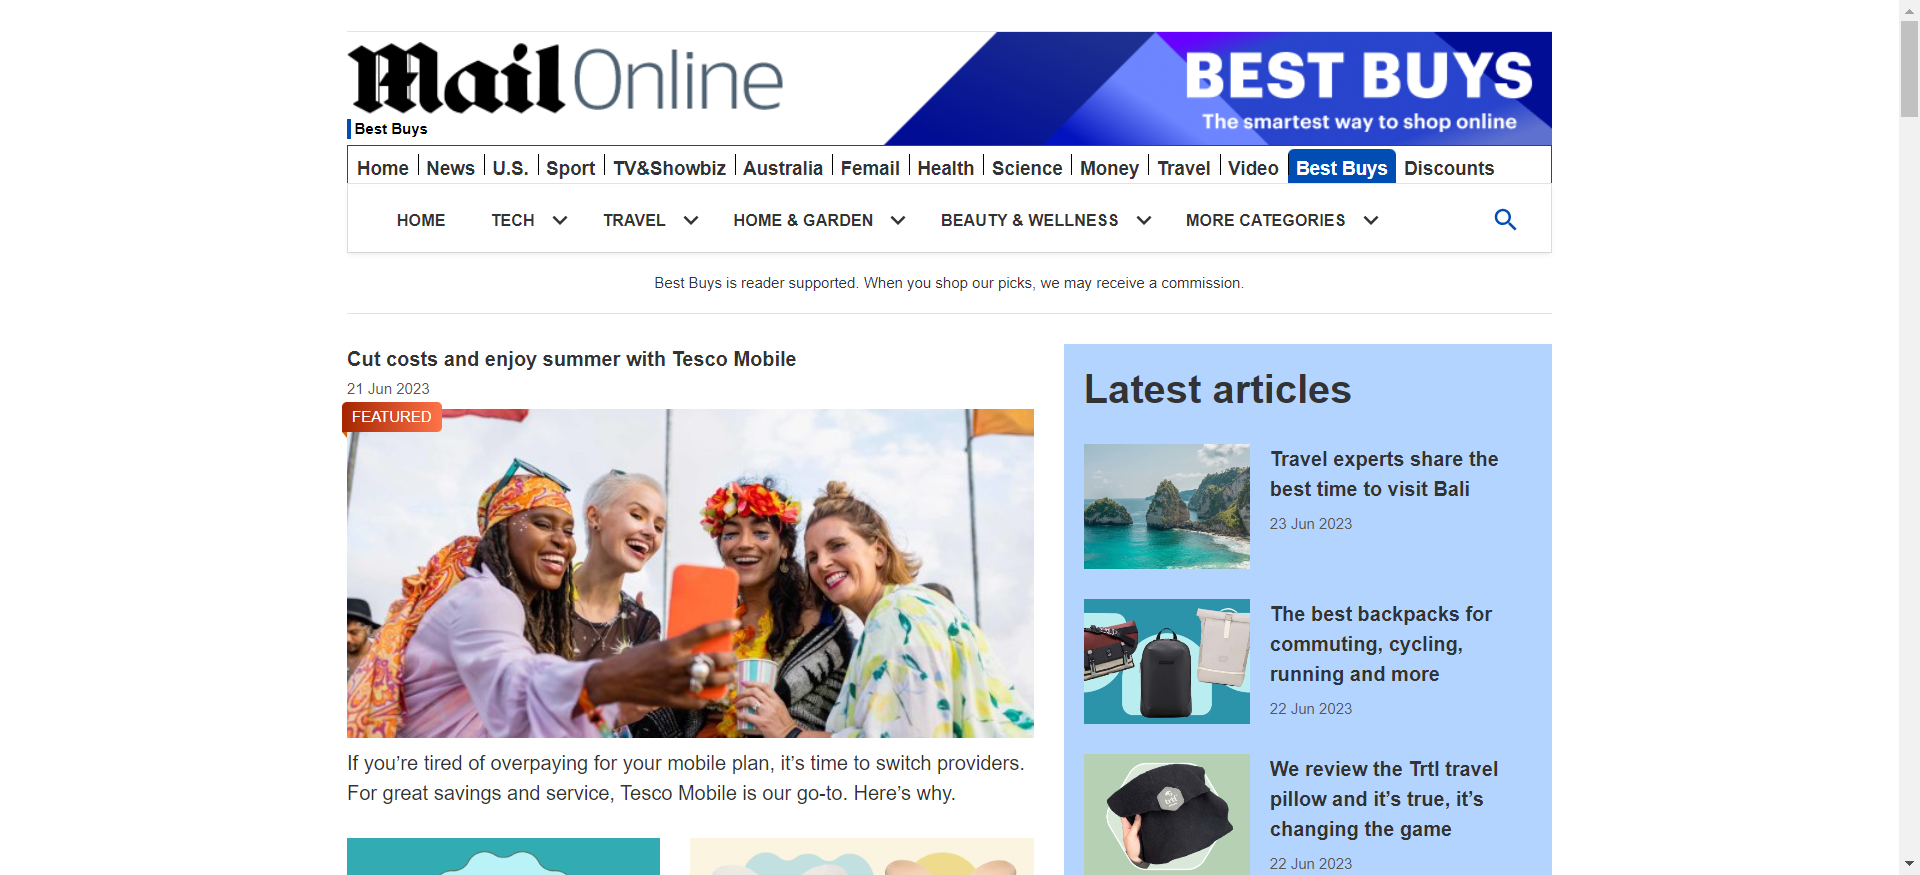 Mail Online
BEST BUYS
The smartest way to shop online
Best Buys
Home News U.S. Sport TV&Showbiz Australia Femail Health Science Money Travel Video Best Buys Discounts
HOME TECH TRAVEL HOME & GARDEN BEAUTY & WELLNESS MORE CATEGORIES
Best Buys is reader supported. When you shop our picks, we may receive a commission.
Cut costs and enjoy summer with Tesco Mobile
21 Jun 2023
FEATURED
If you’re tired of overpaying for your mobile plan, it’s time to switch providers.
For great savings and service, Tesco Mobile is our go-to. Here’s why.
Latest articles
Travel experts share the
best time to visit Bali
23 Jun 2023
The best backpacks for
commuting, cycling,
running and more
22 Jun 2023
trtl
We review the Trtl travel
pillow and it’s true, it’s
changing the game
22 Jun 2023